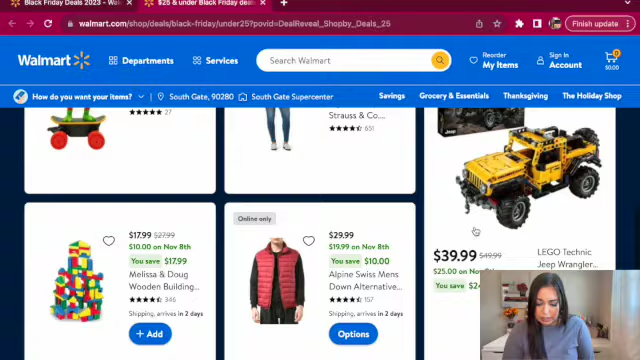 Black Friday Deals 2023 – Wal
$25 & under Black Friday deals
walmart.com/shop/deals/black-friday/under25?povid=DealReveal_Shopby_Deals_25
Finish update
Walmart
Departments
Services
Search Walmart
Reorder
My Items
Sign In
Account
0
$0.00
How do you want your items?
South Gate, 90280
South Gate Supercenter
Savings
Grocery & Essentials
Thanksgiving
The Holiday Shop
27
Strauss & Co....
651
Jeep
$17.99 $27.99
$10.00 on Nov 8th
You save $17.99
Melissa & Doug
Wooden Building...
346
Shipping, arrives in 2 days
+ Add
Online only
$29.99
$19.99 on Nov 8th
You save $10.00
Alpine Swiss Mens
Down Alternative...
157
Shipping, arrives in 2 days
Options
$39.99 $49.99
$25.00 on Nov
You save
LEGO Technic
Jeep Wrangler...